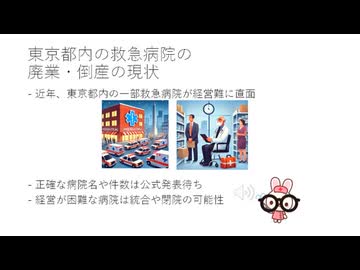 東京都内の救急病院の
廃業・倒産の現状
- 近年、東京都内の一部救急病院が経営難に直面
- 正確な病院名や件数は公式発表待ち
- 経営が困難な病院は統合や閉院の可能性